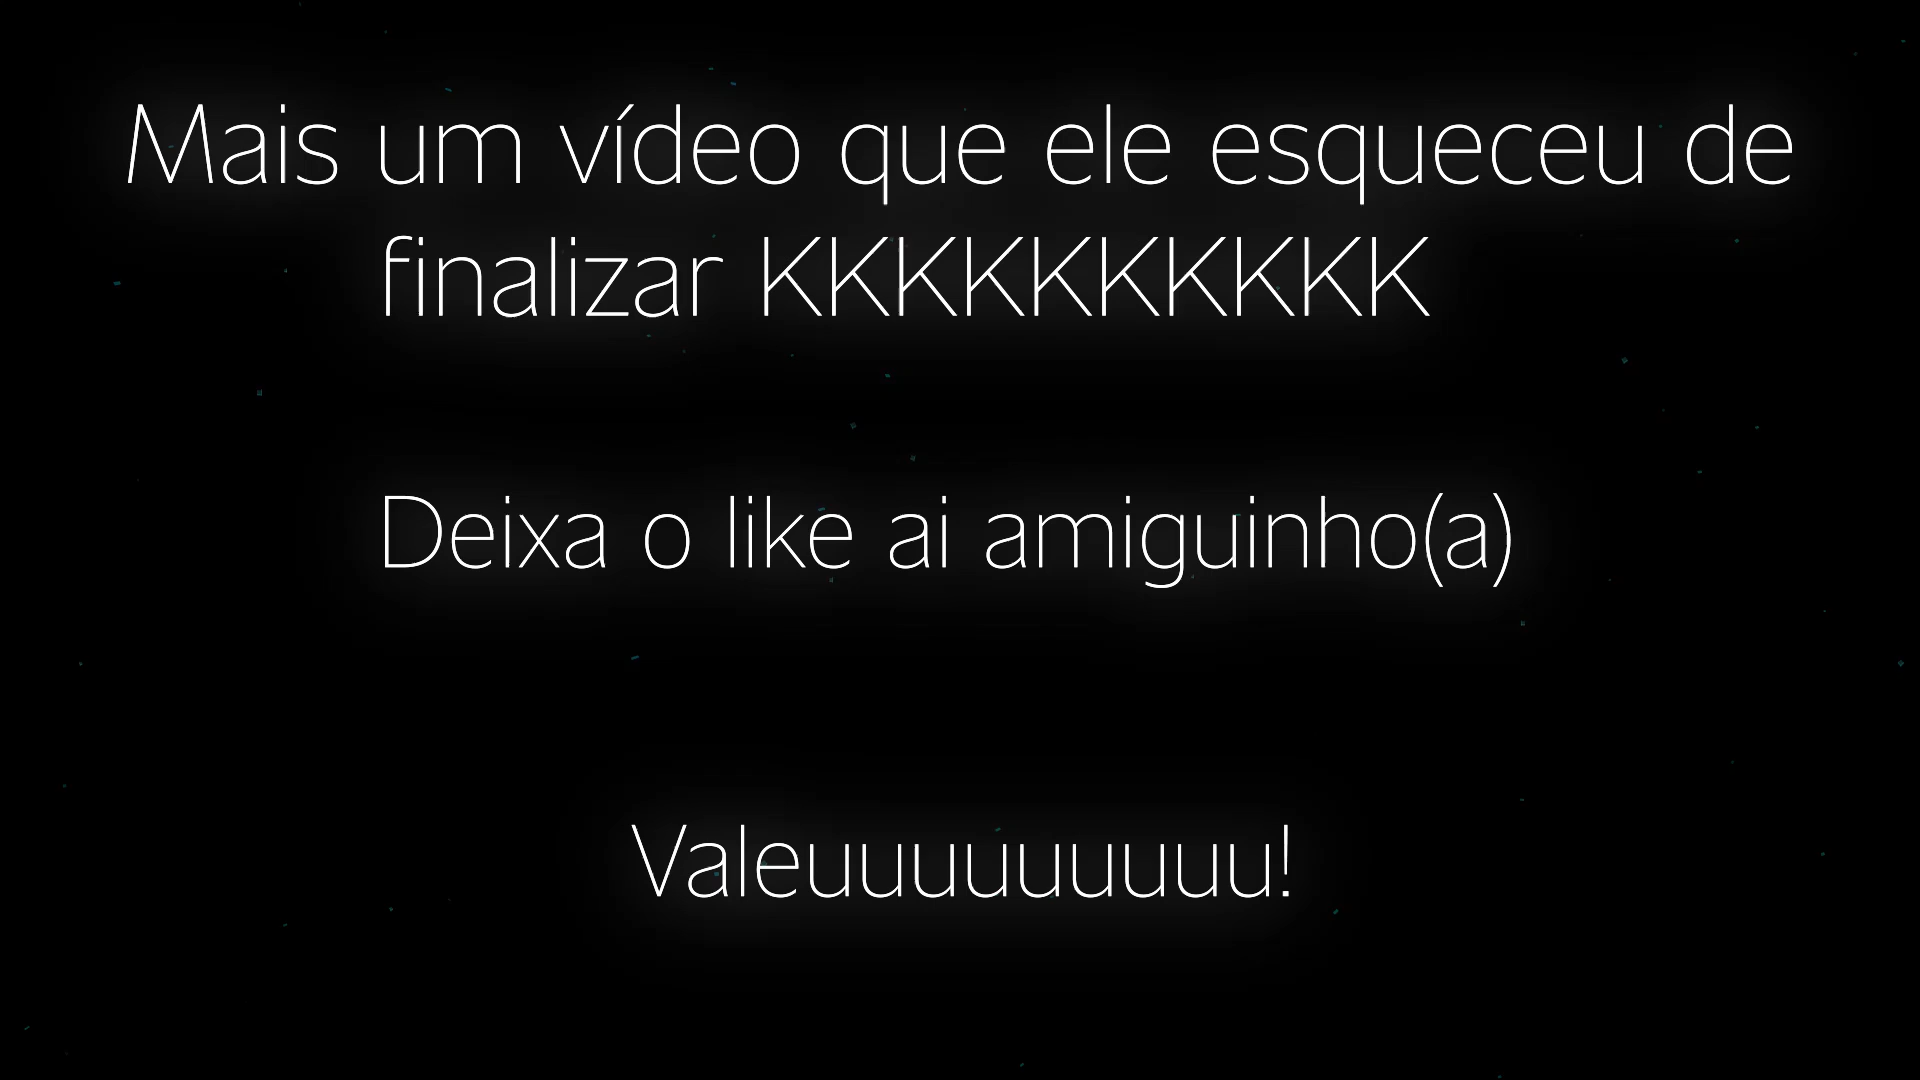 Mais um vídeo que ele esqueceu de
finalizar KKKKKKKKKK
Deixa o like ai amiguinho(a)
Valeuuuuuuuuu!